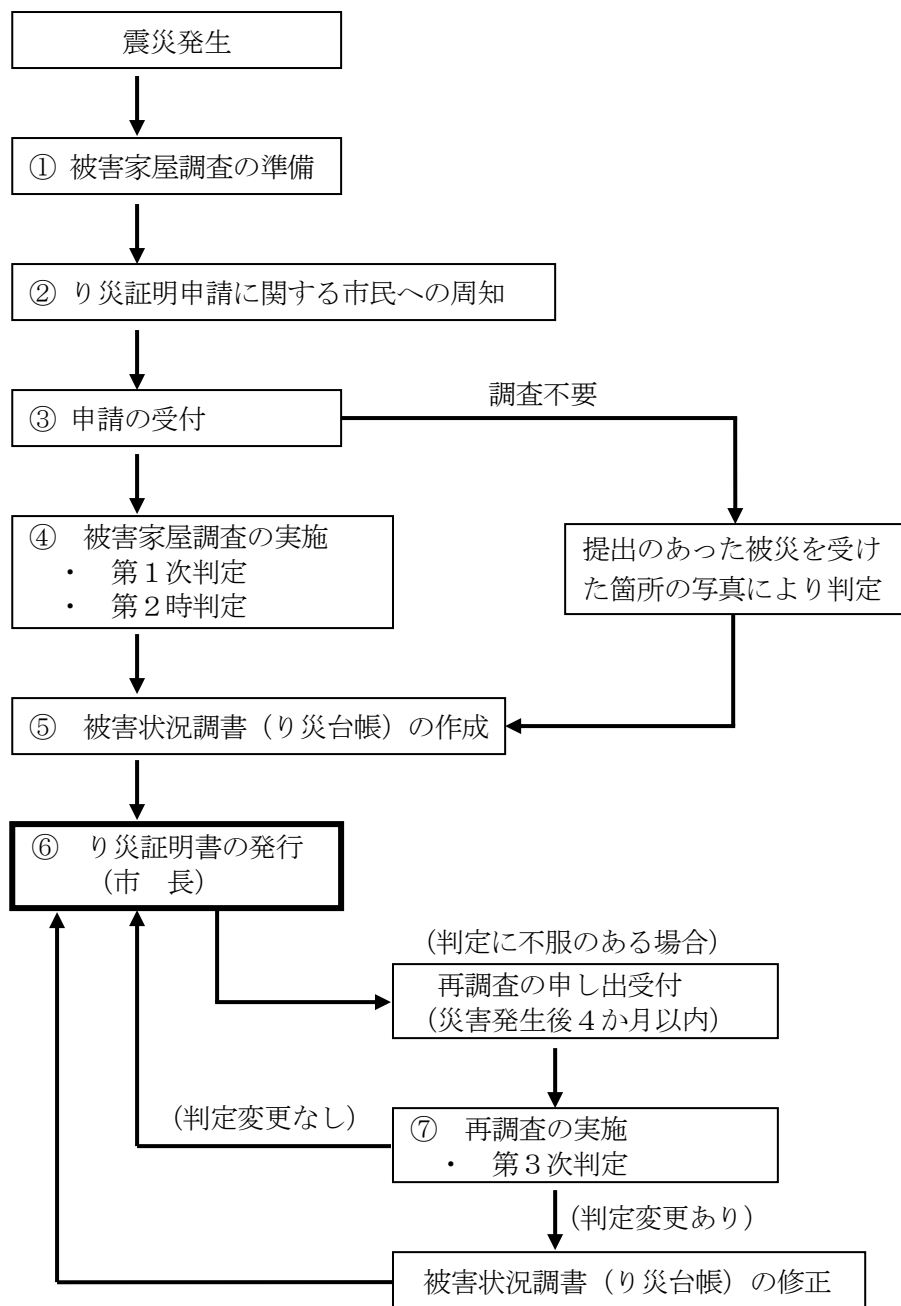 震災発生
① 被害家屋調査の準備
② り災証明申請に関する市民への周知
③ 申請の受付
調査不要
④ 被害家屋調査の実施
・ 第１次判定
・ 第２時判定
提出のあった被災を受け
た箇所の写真により判定
⑤ 被害状況調書（り災台帳）の作成
⑥ り災証明書の発行
（市 長）
（判定に不服のある場合）
再調査の申し出受付
（災害発生後４か月以内）
（判定変更なし）
⑦ 再調査の実施
・ 第３次判定
（判定変更あり）
被害状況調書（り災台帳）の修正